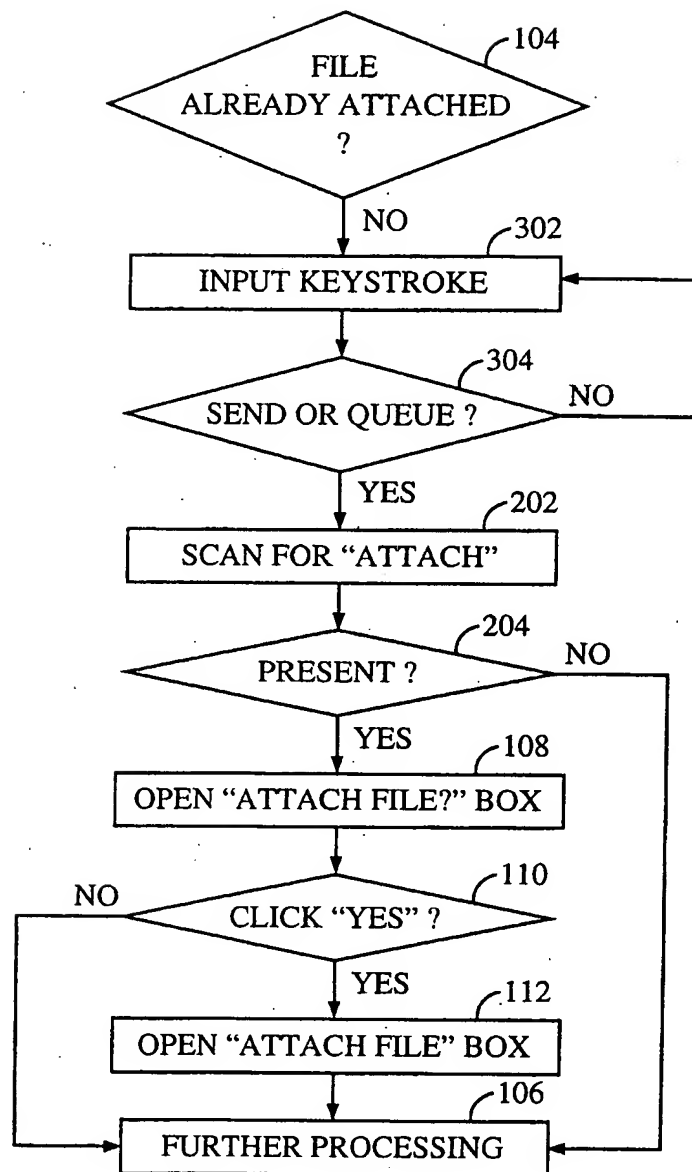 104
FILE
ALREADY ATTACHED
?
NO
302
INPUT KEYSTROKE
304
SEND OR QUEUE ?
NO
YES
202
SCAN FOR “ATTACH”
204
PRESENT ?
NO
YES
108
OPEN “ATTACH FILE?” BOX
110
NO
CLICK “YES” ?
YES
112
OPEN “ATTACH FILE” BOX
106
FURTHER PROCESSING